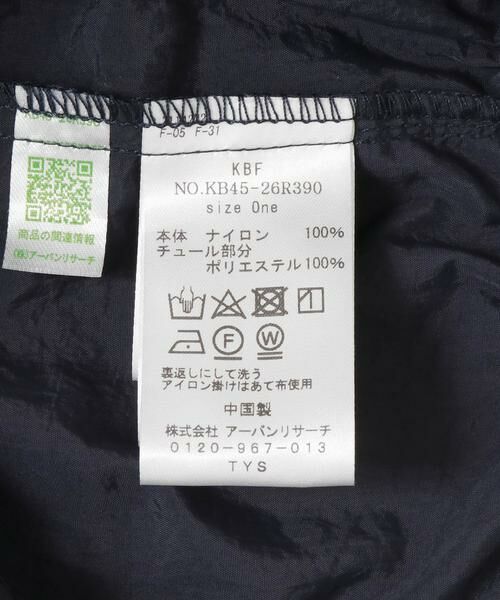 F-05 F-31
KBF
NO.KB45-26R390
size One
本体 ナイロン 100%
チュール部分
ポリエステル 100%
F
W
裏返しにして洗う
アイロン掛けはあて布使用
中国製
株式会社 アーバンリサーチ
0120-967-013
TYS
商品の関連情報
(株)アーバンリサーチ